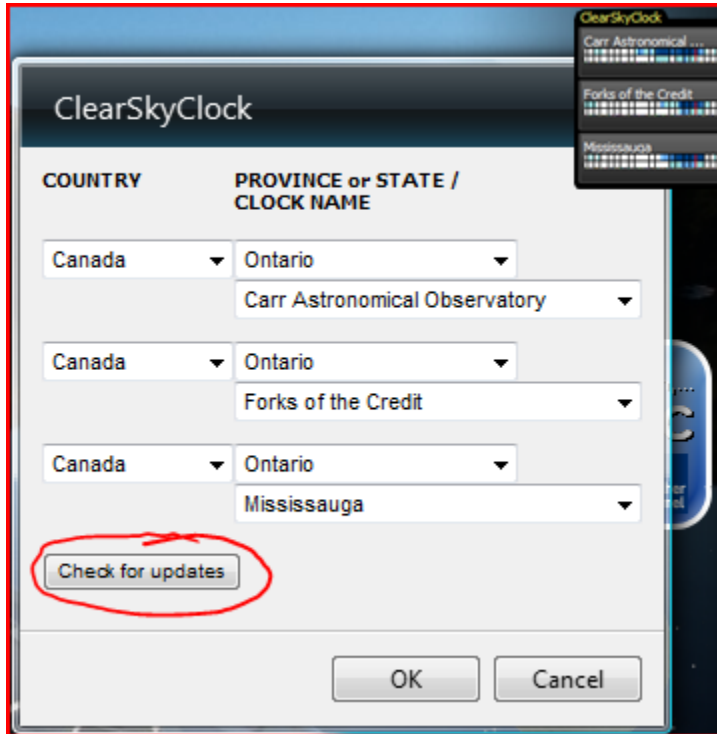 ClearSkyClock
Carr Astronomical ...
Forks of the Credit
Mississauga
ClearSkyClock
COUNTRY
PROVINCE or STATE /
CLOCK NAME
Canada
Ontario
Carr Astronomical Observatory
Canada
Ontario
Forks of the Credit
Canada
Ontario
Mississauga
Check for updates
OK
Cancel